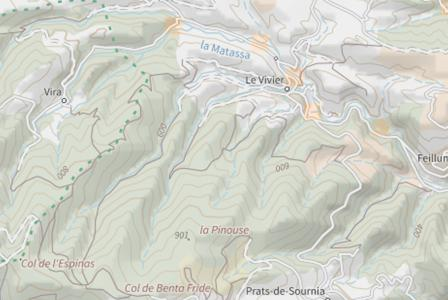 la Matassa
Le Vivier
Vira
Feillun
600
800
600
la Pinouse
901
400
Col de l'Espinas
Col de Benta Fride
Prats-de-Sournia